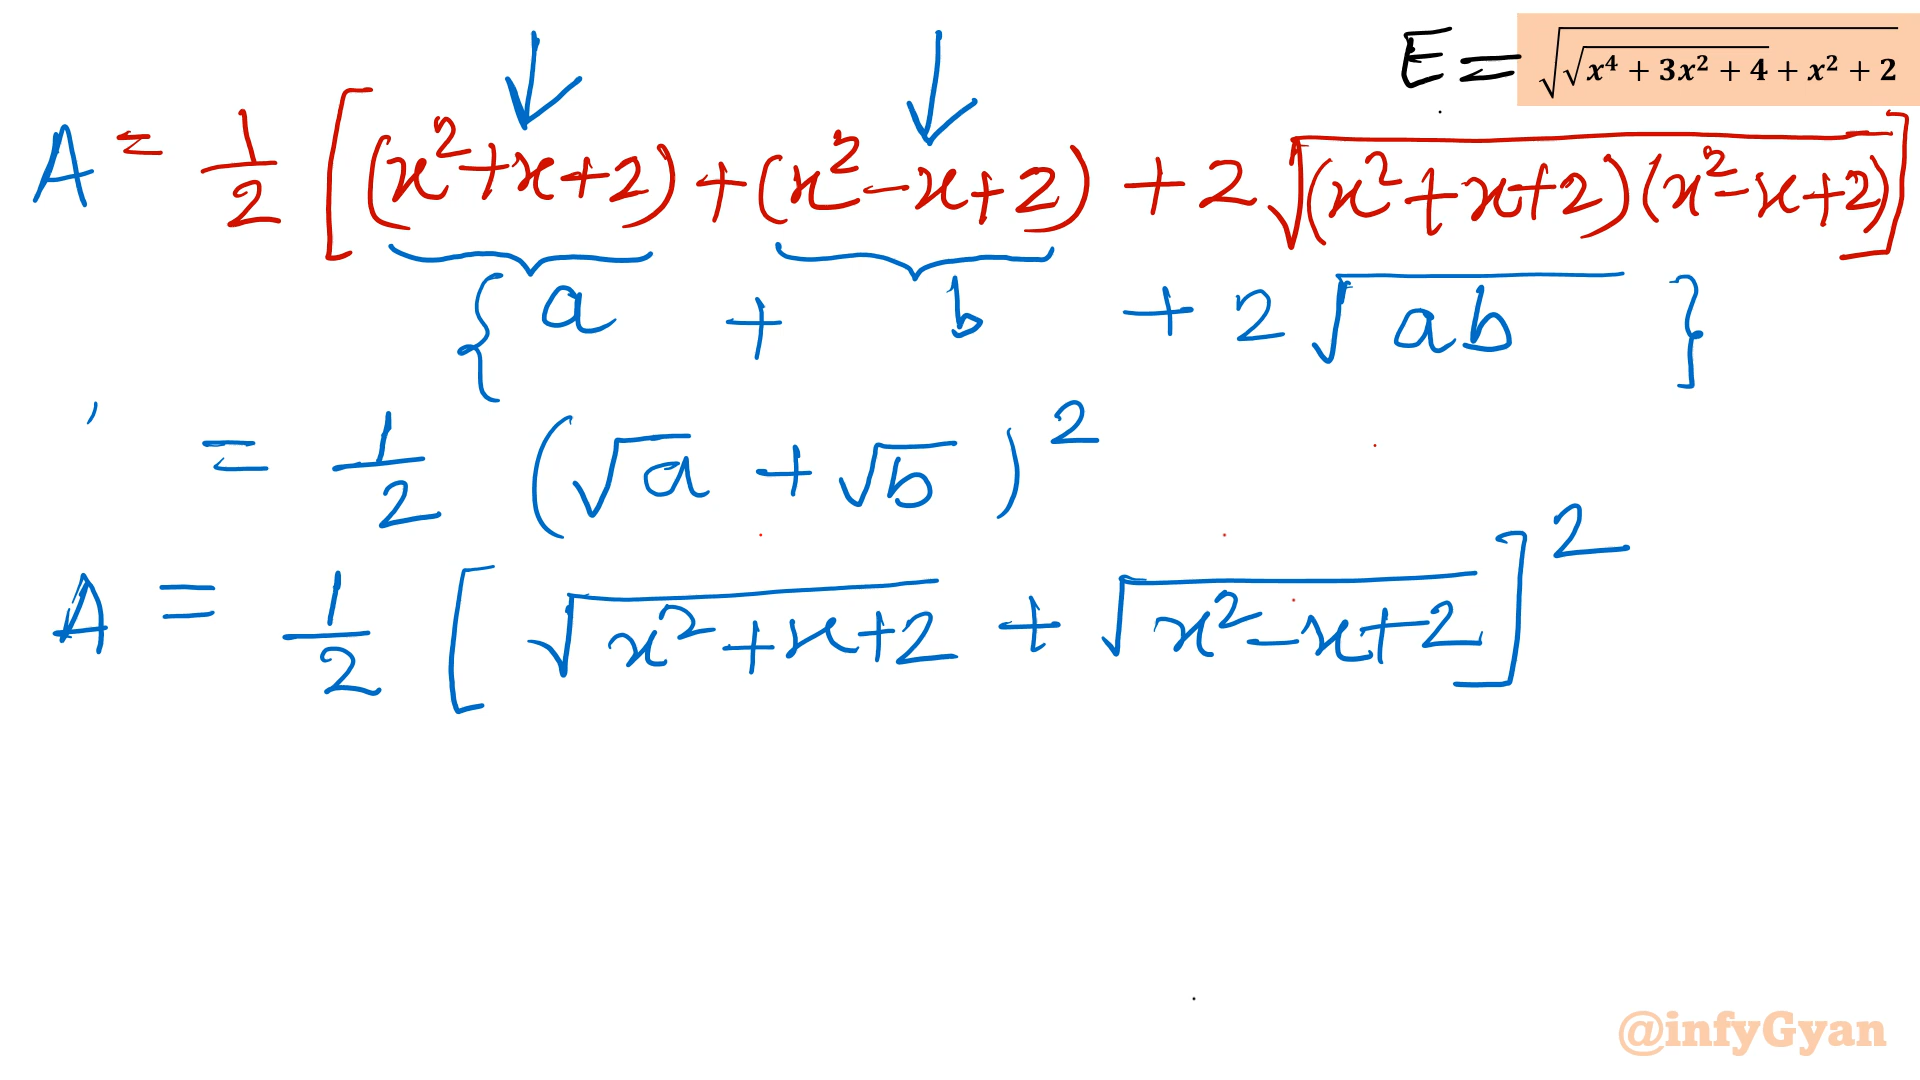 E = √(√(x⁴ + 3x² + 4) + x² + 2)
A = 1/2 [(x² + x + 2) + (x² − x + 2) + 2√((x² + x + 2)(x² − x + 2))]
{ a + b + 2√(ab) }
= 1/2 (√a + √b)²
A = 1/2 [√(x² + x + 2) + √(x² − x + 2)]²
@infyGyan